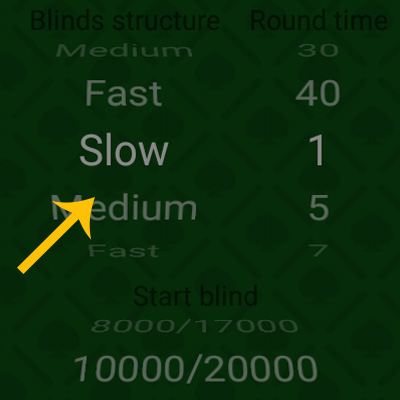 Blinds structure Round time
Medium 30
Fast 40
Slow 1
Medium 5
Fast 7
Start blind
8000/17000
10000/20000